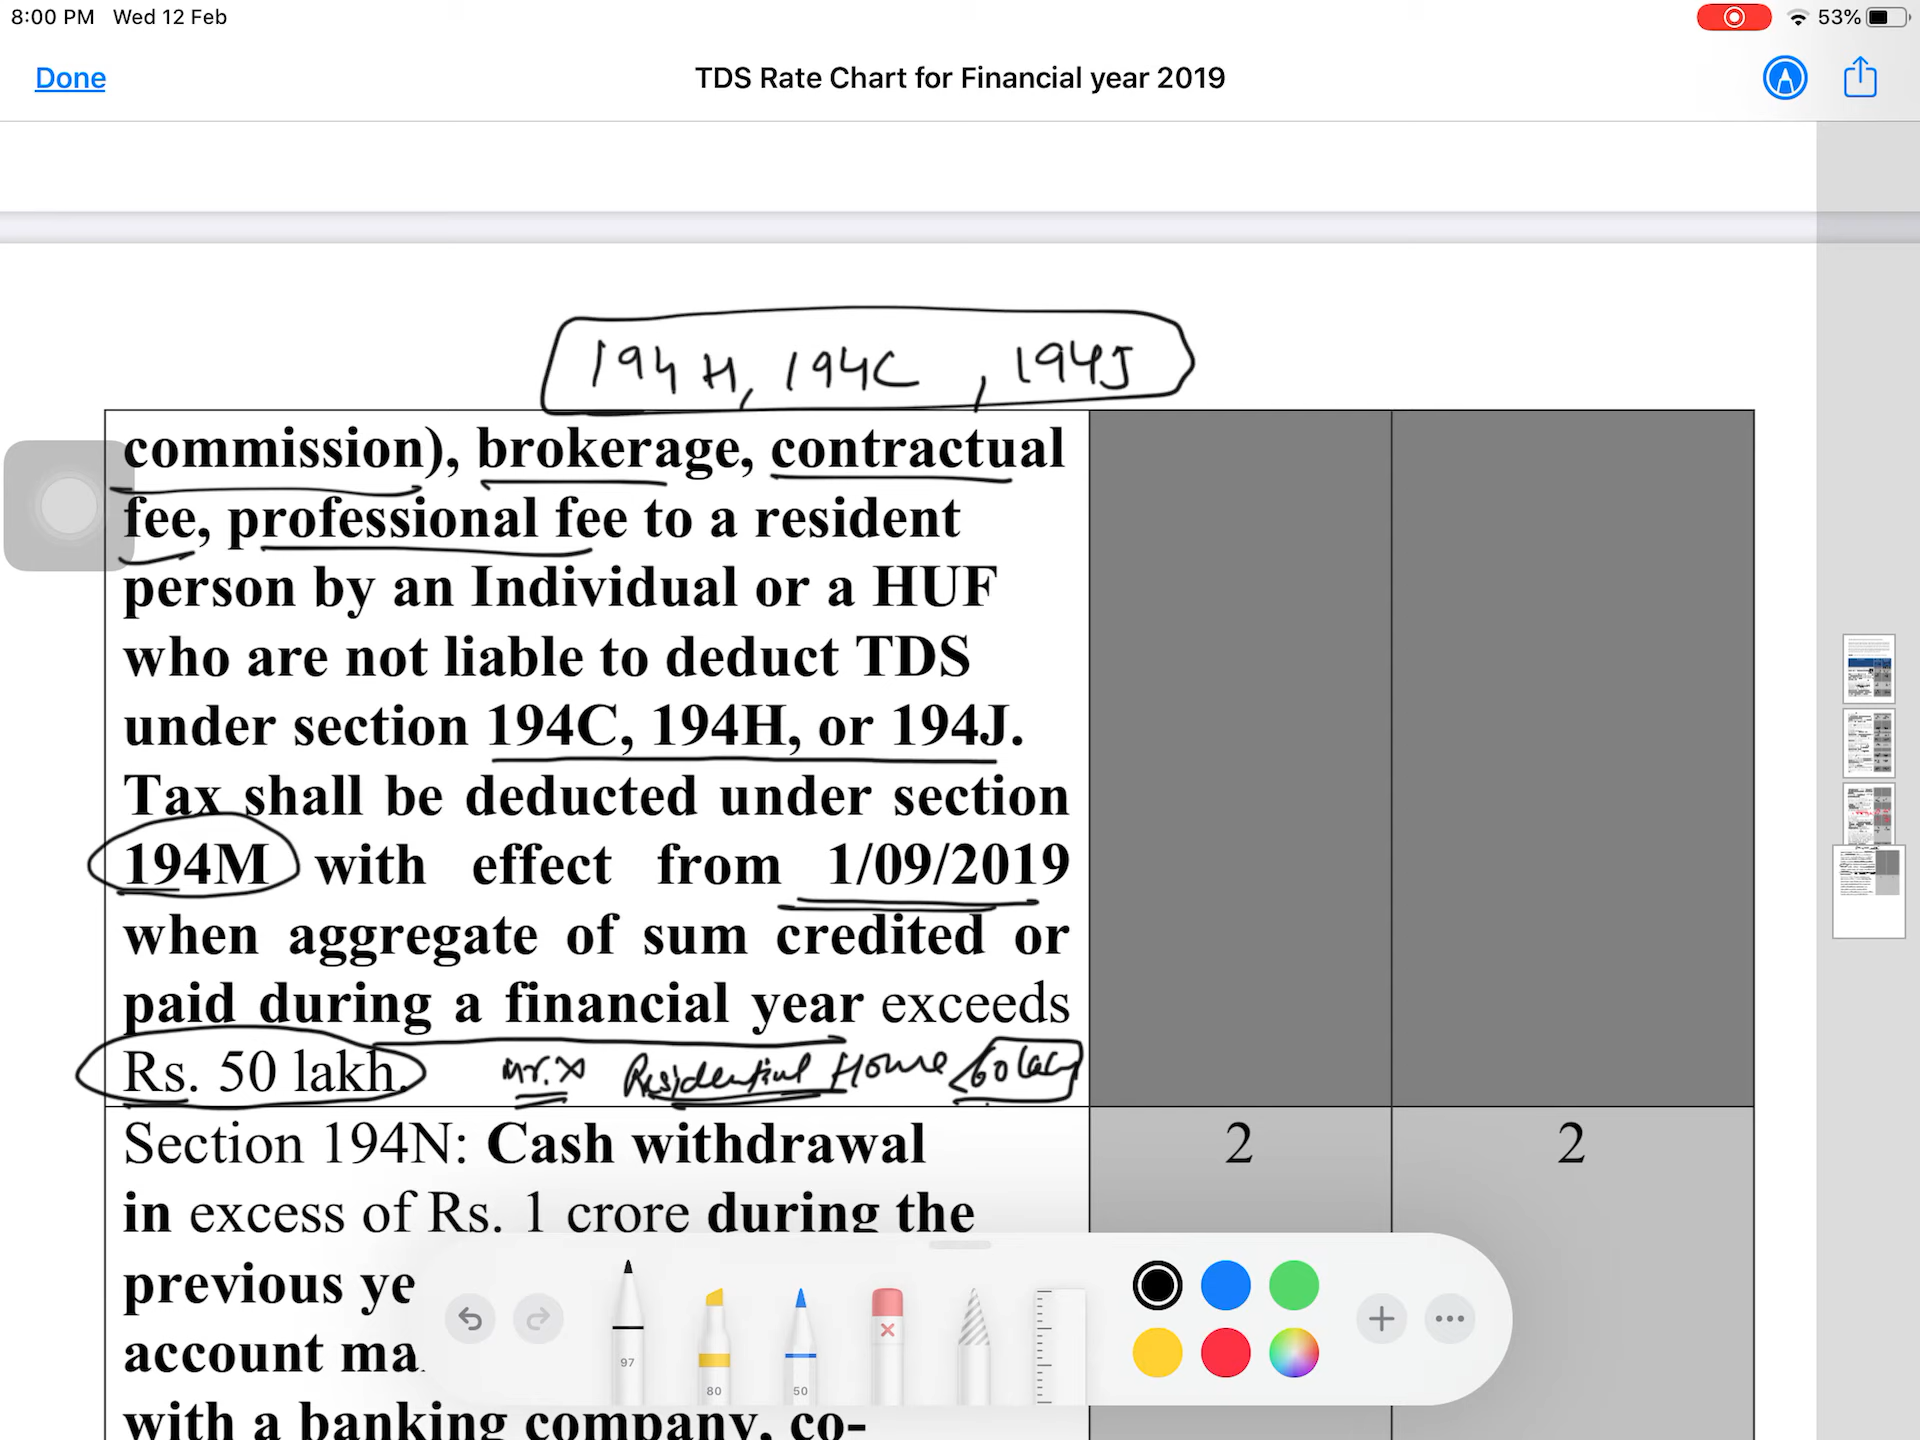 8:00 PM Wed 12 Feb
53%
Done
TDS Rate Chart for Financial year 2019
194H, 194C , 194J
commission), brokerage, contractual
fee, professional fee to a resident
person by an Individual or a HUF
who are not liable to deduct TDS
under section 194C, 194H, or 194J.
Tax shall be deducted under section
194M with effect from 1/09/2019
when aggregate of sum credited or
paid during a financial year exceeds
Rs. 50 lakh.
Mr. X Residential Home 60 lacs
Section 194N: Cash withdrawal
in excess of Rs. 1 crore during the
previous ye
account ma
with a banking company, co-
2 2
97
80
50